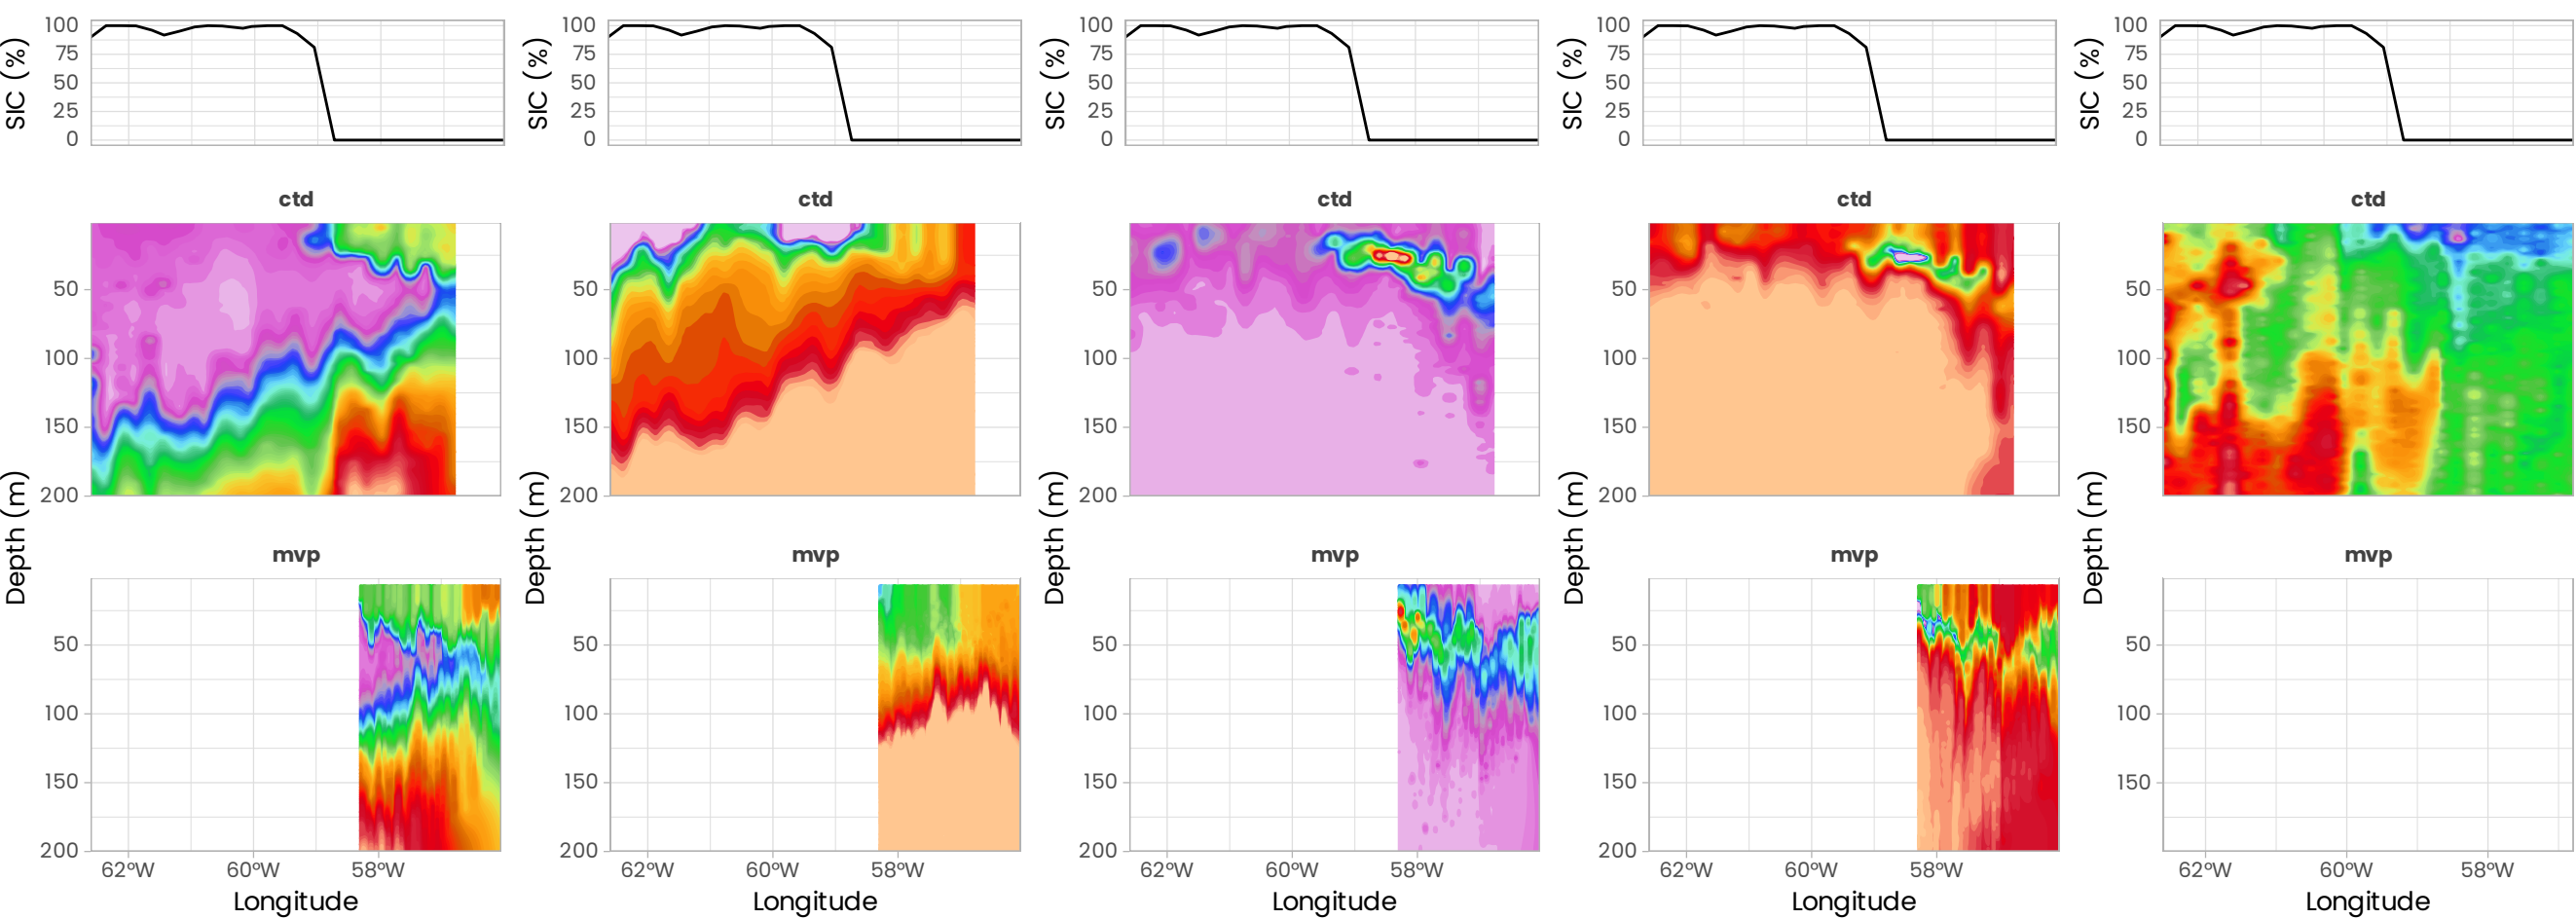 SIC (%) 100 75 50 25 0
SIC (%) 100 75 50 25 0
SIC (%) 100 75 50 25 0
SIC (%) 100 75 50 25 0
SIC (%) 100 75 50 25 0
ctd ctd ctd ctd ctd
50 50 50 50 50
100 100 100 100 100
150 150 150 150 150
200 200 200 200
Depth (m) Depth (m) Depth (m) Depth (m) Depth (m)
mvp mvp mvp mvp mvp
50 50 50 50 50
100 100 100 100 100
150 150 150 150 150
200 200 200 200
62°W 60°W 58°W 62°W 60°W 58°W 62°W 60°W 58°W 62°W 60°W 58°W 62°W 60°W 58°W
Longitude Longitude Longitude Longitude Longitude